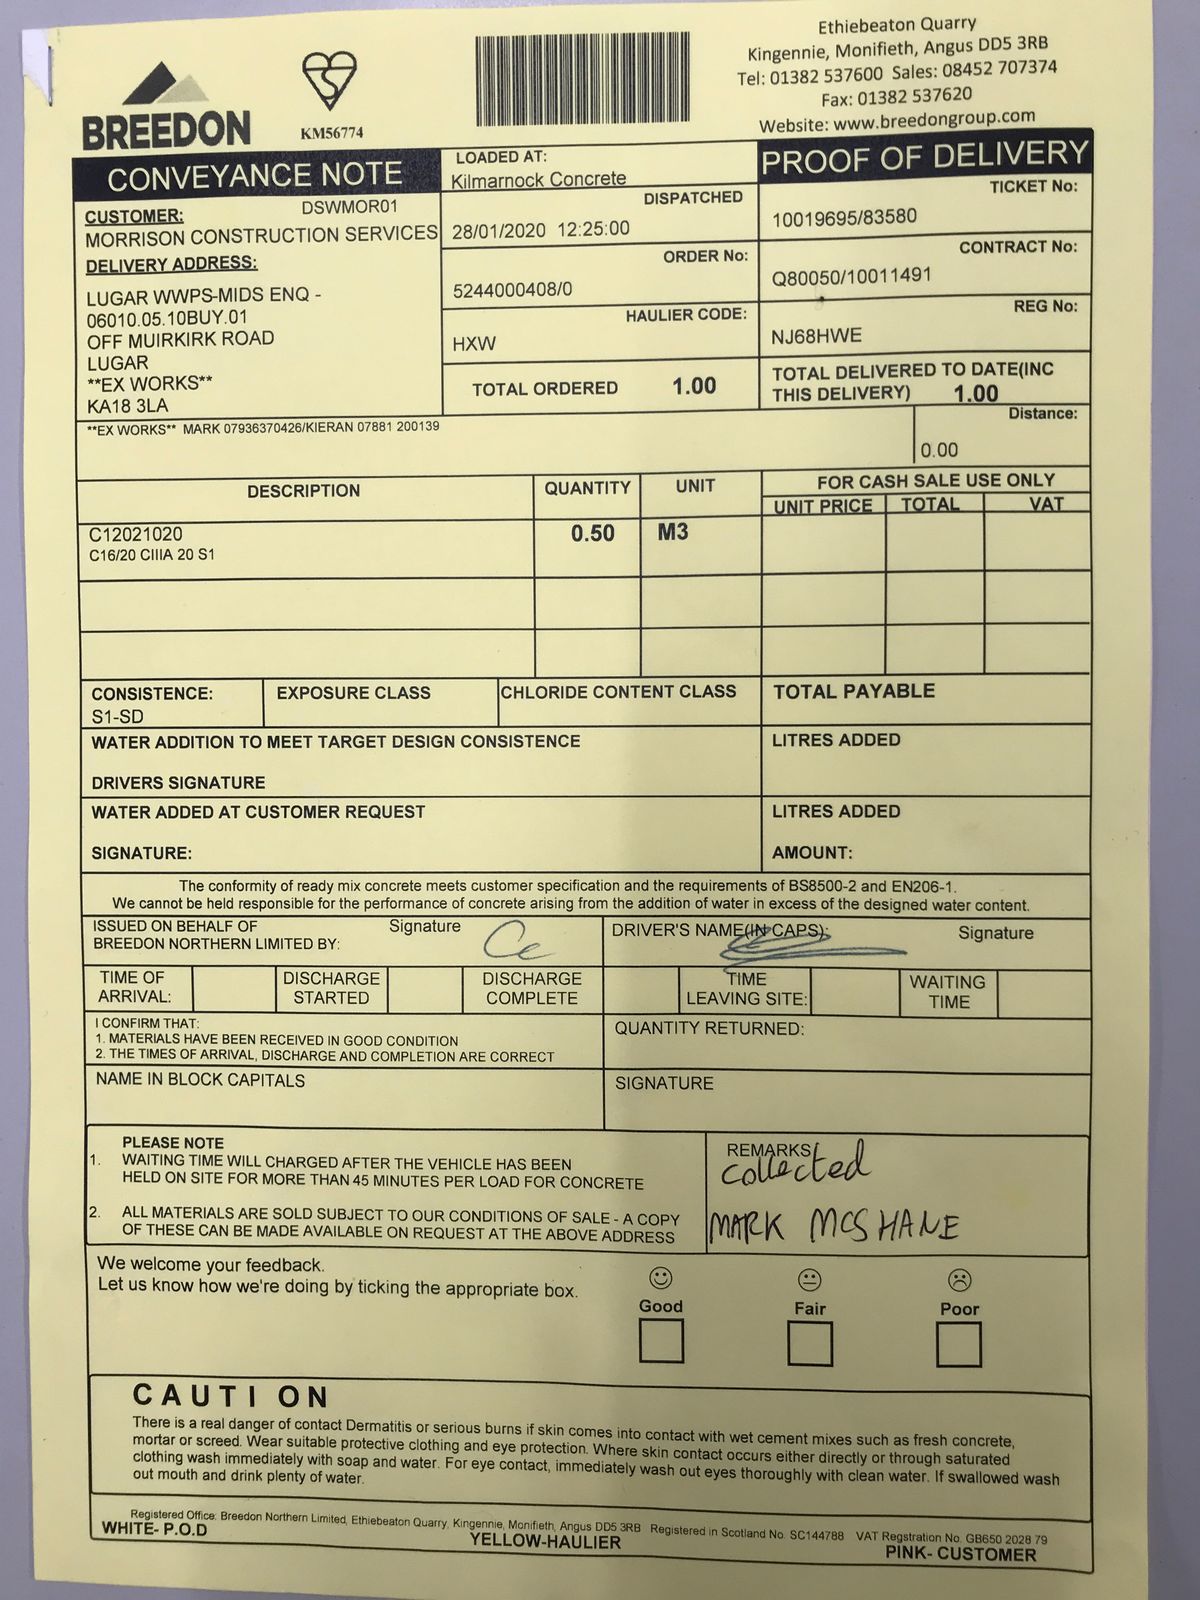 Ethiebeaton Quarry
Kingennie, Monifieth, Angus DD5 3RB
Tel: 01382 537600 Sales: 08452 707374
Fax: 01382 537620
Website: www.breedongroup.com
BREEDON
KM56774
CONVEYANCE NOTE
LOADED AT:
Kilmarnock Concrete
PROOF OF DELIVERY
CUSTOMER: DSWMOR01
MORRISON CONSTRUCTION SERVICES
DISPATCHED
28/01/2020 12:25:00
TICKET No:
10019695/83580
DELIVERY ADDRESS:
LUGAR WWPS-MIDS ENQ -
06010.05.10BUY.01
OFF MUIRKIRK ROAD
LUGAR
**EX WORKS**
KA18 3LA
ORDER No:
5244000408/0
CONTRACT No:
Q80050/10011491
HAULIER CODE:
HXW
REG No:
NJ68HWE
TOTAL ORDERED 1.00
TOTAL DELIVERED TO DATE(INC
THIS DELIVERY) 1.00
**EX WORKS** MARK 07936370426/KIERAN 07881 200139
Distance:
0.00
DESCRIPTION QUANTITY UNIT FOR CASH SALE USE ONLY
UNIT PRICE TOTAL VAT
C12021020 0.50 M3
C16/20 CIIIA 20 S1
CONSISTENCE: EXPOSURE CLASS CHLORIDE CONTENT CLASS TOTAL PAYABLE
S1-SD
WATER ADDITION TO MEET TARGET DESIGN CONSISTENCE LITRES ADDED
DRIVERS SIGNATURE
WATER ADDED AT CUSTOMER REQUEST LITRES ADDED
SIGNATURE: AMOUNT:
The conformity of ready mix concrete meets customer specification and the requirements of BS8500-2 and EN206-1.
We cannot be held responsible for the performance of concrete arising from the addition of water in excess of the designed water content.
ISSUED ON BEHALF OF Signature
BREEDON NORTHERN LIMITED BY:
DRIVER'S NAME(IN CAPS): Signature
TIME OF
ARRIVAL:
DISCHARGE
STARTED
DISCHARGE
COMPLETE
TIME
LEAVING SITE:
WAITING
TIME
I CONFIRM THAT:
1. MATERIALS HAVE BEEN RECEIVED IN GOOD CONDITION
2. THE TIMES OF ARRIVAL, DISCHARGE AND COMPLETION ARE CORRECT
QUANTITY RETURNED:
NAME IN BLOCK CAPITALS
SIGNATURE
PLEASE NOTE
1. WAITING TIME WILL CHARGED AFTER THE VEHICLE HAS BEEN
HELD ON SITE FOR MORE THAN 45 MINUTES PER LOAD FOR CONCRETE
2. ALL MATERIALS ARE SOLD SUBJECT TO OUR CONDITIONS OF SALE - A COPY
OF THESE CAN BE MADE AVAILABLE ON REQUEST AT THE ABOVE ADDRESS
REMARKS
collected
MARK MCSHANE
We welcome your feedback.
Let us know how we're doing by ticking the appropriate box.
Good Fair Poor
CAUTION
There is a real danger of contact Dermatitis or serious burns if skin comes into contact with wet cement mixes such as fresh concrete,
mortar or screed. Wear suitable protective clothing and eye protection. Where skin contact occurs either directly or through saturated
clothing wash immediately with soap and water. For eye contact, immediately wash out eyes thoroughly with clean water. If swallowed wash
out mouth and drink plenty of water.
Registered Office: Breedon Northern Limited, Ethiebeaton Quarry, Kingennie, Monifieth, Angus DD5 3RB Registered in Scotland No. SC144788 VAT Regstration No. GB650 2028 79
WHITE- P.O.D YELLOW-HAULIER PINK- CUSTOMER